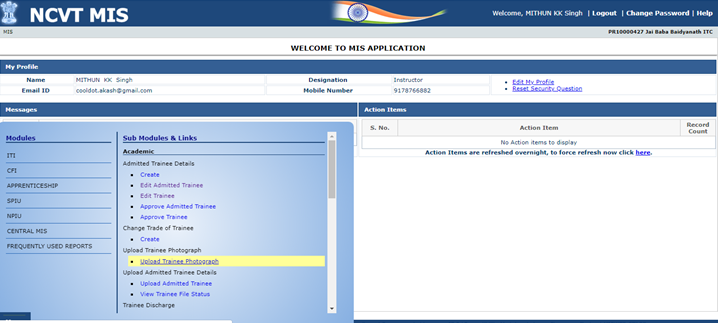 NCVT MIS
Welcome, MITHUN KK Singh | Logout | Change Password | Help
MIS
PR10000427 Jai Baba Baidyanath ITC
WELCOME TO MIS APPLICATION
My Profile
Name MITHUN KK Singh Designation Instructor
Email ID cooldot.akash@gmail.com Mobile Number 9178766882
Edit My Profile
Reset Security Question
Messages
Modules
ITI
CFI
APPRENTICESHIP
SPIU
NPIU
CENTRAL MIS
FREQUENTLY USED REPORTS
Sub Modules & Links
Academic
Admitted Trainee Details
Create
Edit Admitted Trainee
Edit Trainee
Approve Admitted Trainee
Approve Trainee
Change Trade of Trainee
Create
Upload Trainee Photograph
Upload Trainee Photograph
Upload Admitted Trainee Details
Upload Admitted Trainee
View Trainee File Status
Trainee Discharge
Action Items
S. No. Action Item Record Count
No Action items to display
Action Items are refreshed overnight, to force refresh now click here.